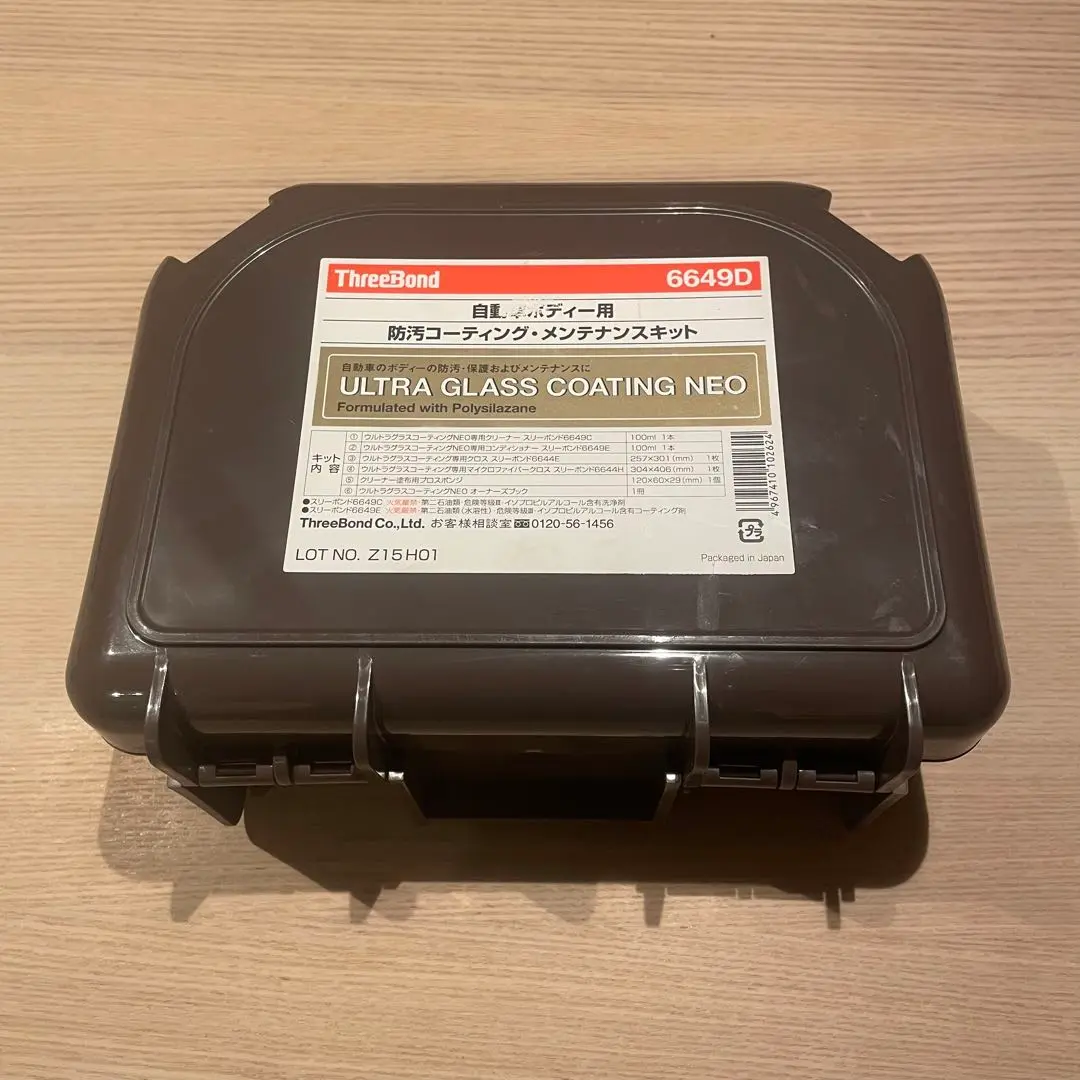 ThreeBond 6649D
自動車ボディー用
防汚コーティング・メンテナンスキット
自動車のボディーの防汚・保護およびメンテナンスに
ULTRA GLASS COATING NEO
Formulated with Polysilazane
キット内容
① ウルトラグラスコーティングNEO専用クリーナー スリーボンド6649C 100ml 1本
② ウルトラグラスコーティングNEO専用コンディショナー スリーボンド6649E 100ml 1本
③ ウルトラグラスコーティング専用クロス スリーボンド6644E 257×301(mm) 1枚
④ ウルトラグラスコーティング専用マイクロファイバークロス スリーボンド6644H 304×406(mm) 1枚
⑤ クリーナー塗布用プロスポンジ 120×60×29(mm) 1個
⑥ ウルトラグラスコーティングNEO オーナーズブック 1冊
●スリーボンド6649C 火気厳禁・第二石油類・危険等級Ⅲ・イソプロピルアルコール含有洗浄剤
●スリーボンド6649E 火気厳禁・第二石油類(水溶性)・危険等級Ⅲ・イソプロピルアルコール含有コーティング剤
ThreeBond Co., Ltd. お客様相談室 0120-56-1456
4 967410 102624
プラ
LOT NO. Z15H01
Packaged in Japan